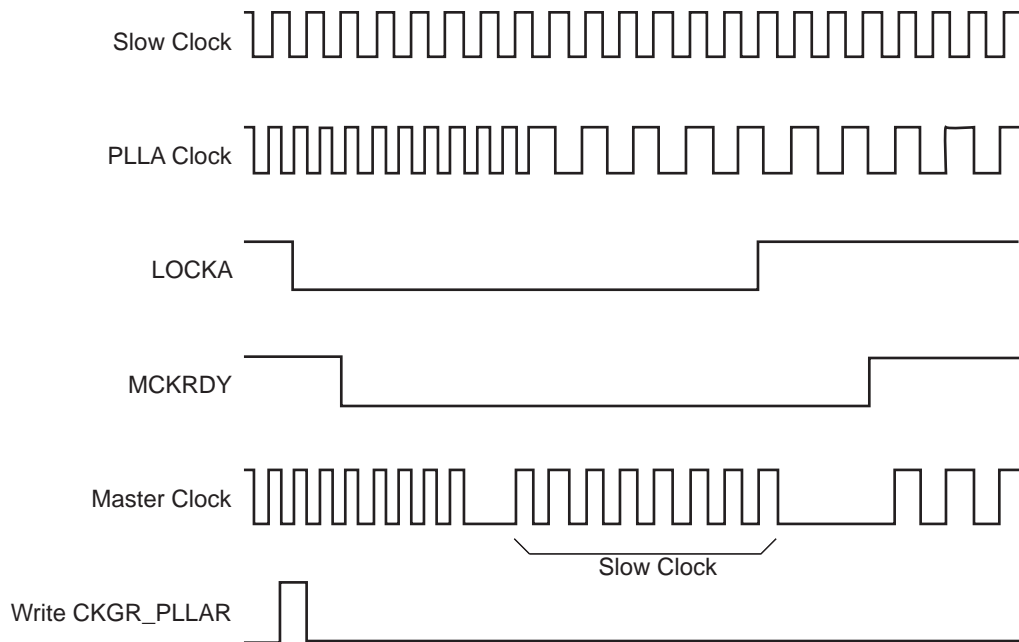 Slow Clock
PLLA Clock
LOCKA
MCKRDY
Master Clock
Slow Clock
Write CKGR_PLLAR